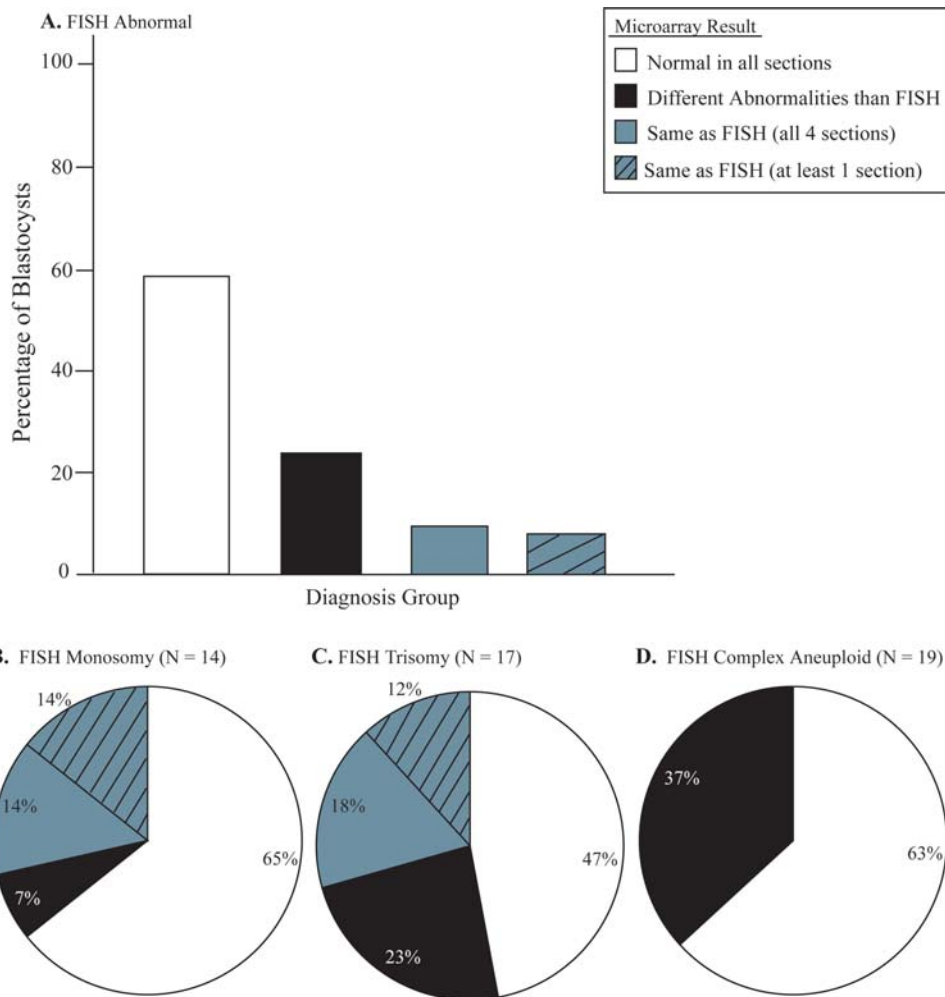 A. FISH Abnormal
100
80
60
40
20
0
Percentage of Blastocysts
Diagnosis Group
Microarray Result
Normal in all sections
Different Abnormalities than FISH
Same as FISH (all 4 sections)
Same as FISH (at least 1 section)
B. FISH Monosomy (N = 14)
14%
14%
7%
65%
C. FISH Trisomy (N = 17)
12%
18%
23%
47%
D. FISH Complex Aneuploid (N = 19)
37%
63%